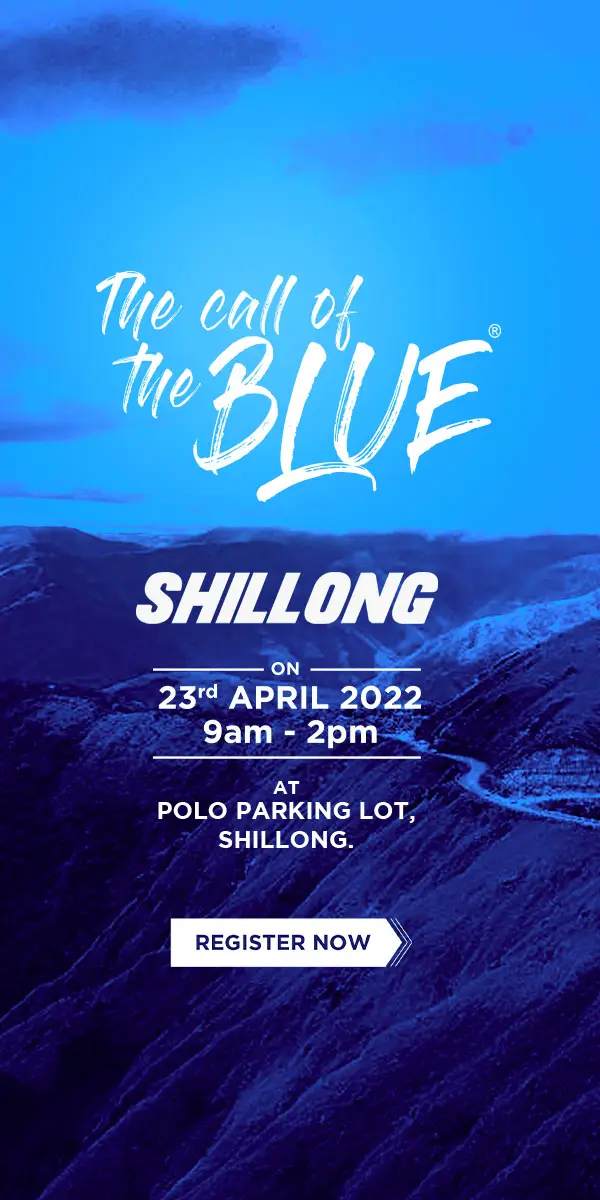 The call of
the BLUE®
SHILLONG
ON
23rd APRIL 2022
9am - 2pm
AT
POLO PARKING LOT,
SHILLONG.
REGISTER NOW